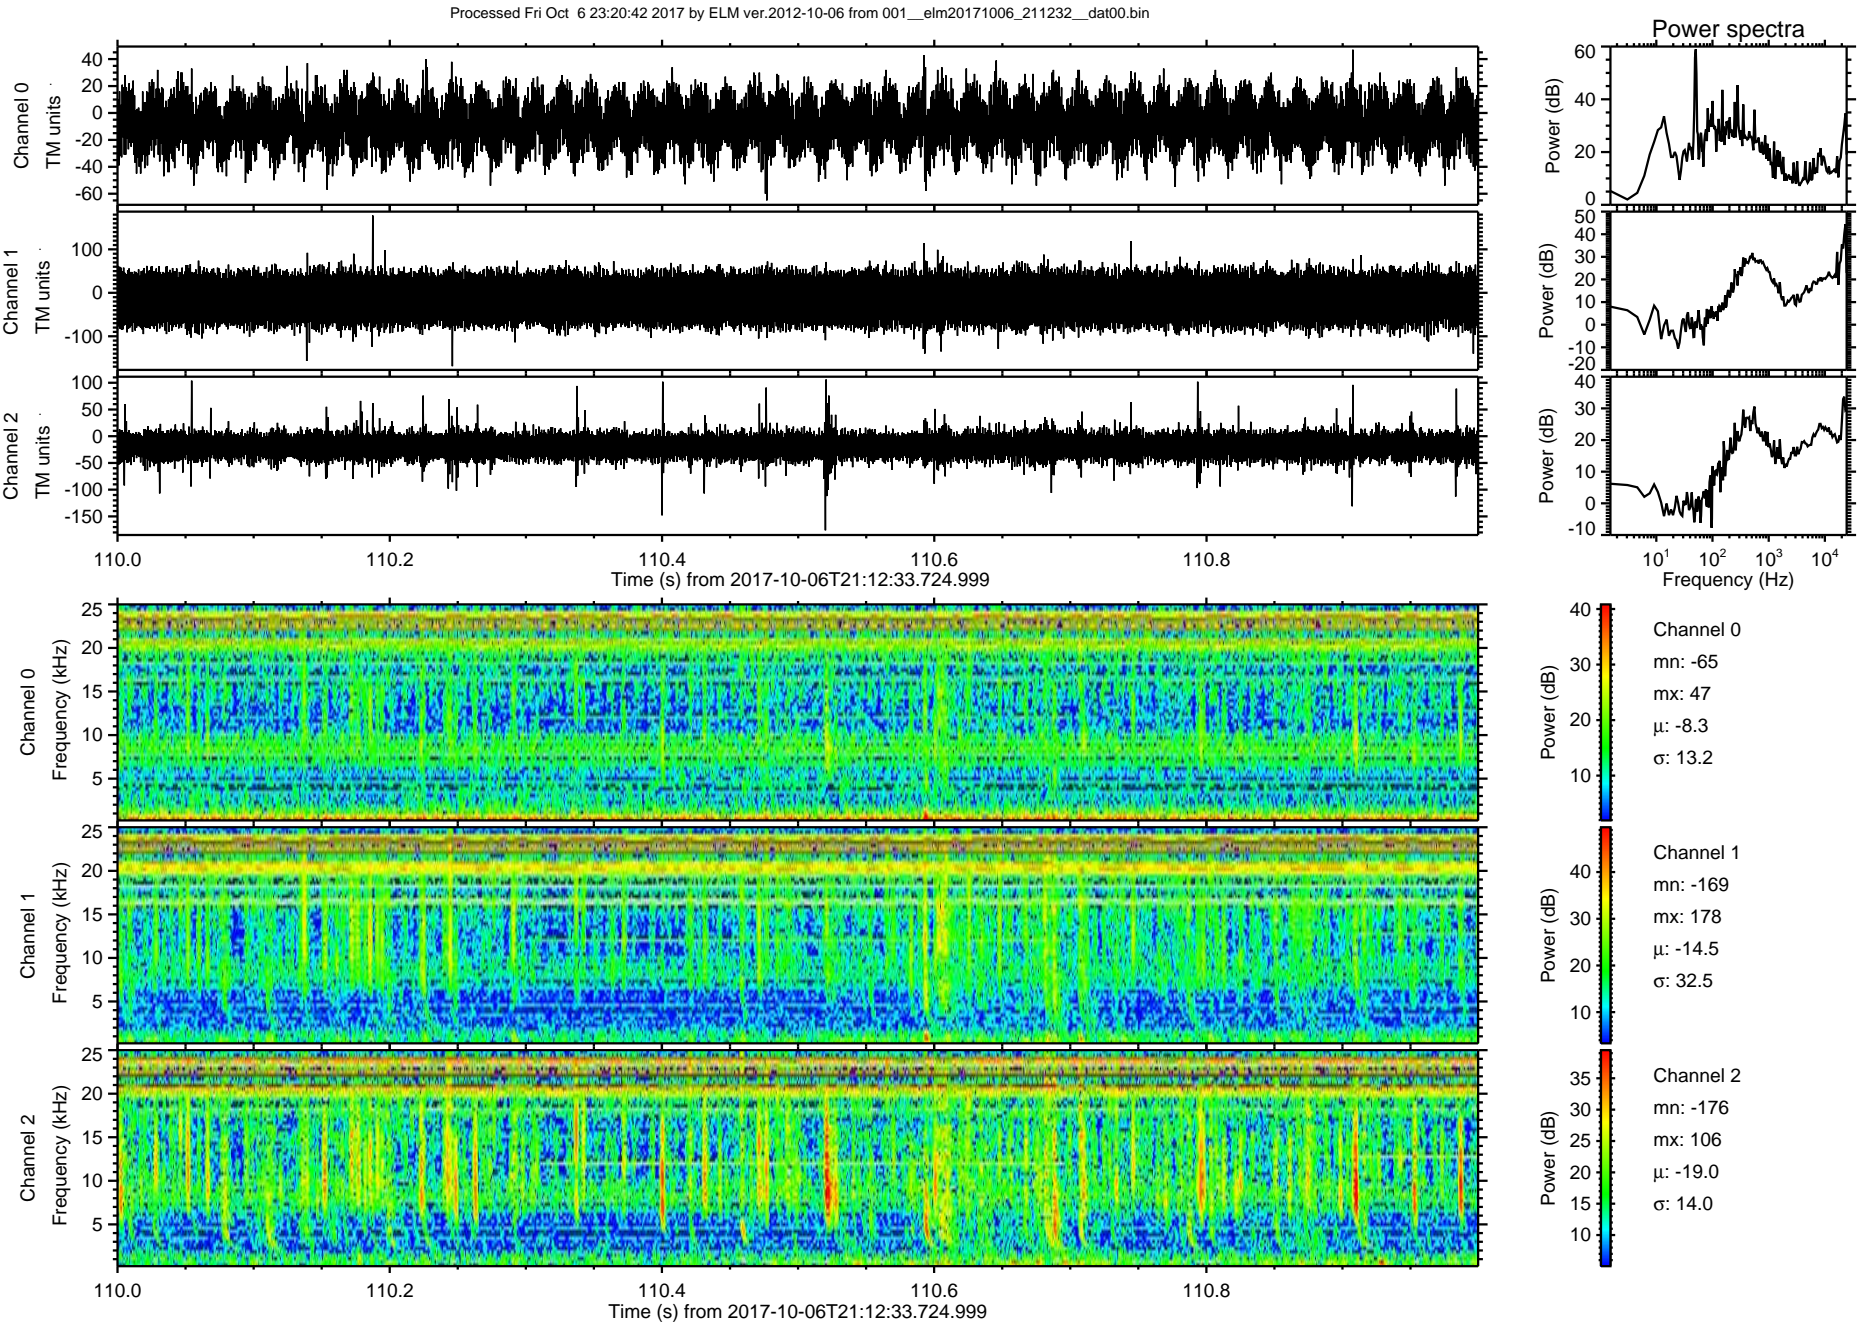 Processed Fri Oct  6 23:20:42 2017 by ELM ver.2012-10-06 from 001__elm20171006_211232__dat00.bin
Power spectra
Channel 0
TM units
40
20
0
-20
-40
-60
Power (dB)
60
40
20
0
Channel 1
TM units
100
0
-100
Power (dB)
50
40
30
20
10
0
-10
-20
Channel 2
TM units
100
50
0
-50
-100
-150
Power (dB)
40
30
20
10
0
-10
110.0 110.2 110.4 110.6 110.8
Time (s) from 2017-10-06T21:12:33.724.999
10¹ 10² 10³ 10⁴
Frequency (Hz)
Channel 0
Frequency (kHz)
25
20
15
10
5
Power (dB)
40
30
20
10
Channel 0
mn: -65
mx: 47
μ: -8.3
σ: 13.2
Channel 1
Frequency (kHz)
25
20
15
10
5
Power (dB)
40
30
20
10
Channel 1
mn: -169
mx: 178
μ: -14.5
σ: 32.5
Channel 2
Frequency (kHz)
25
20
15
10
5
Power (dB)
35
30
25
20
15
10
Channel 2
mn: -176
mx: 106
μ: -19.0
σ: 14.0
110.0 110.2 110.4 110.6 110.8
Time (s) from 2017-10-06T21:12:33.724.999